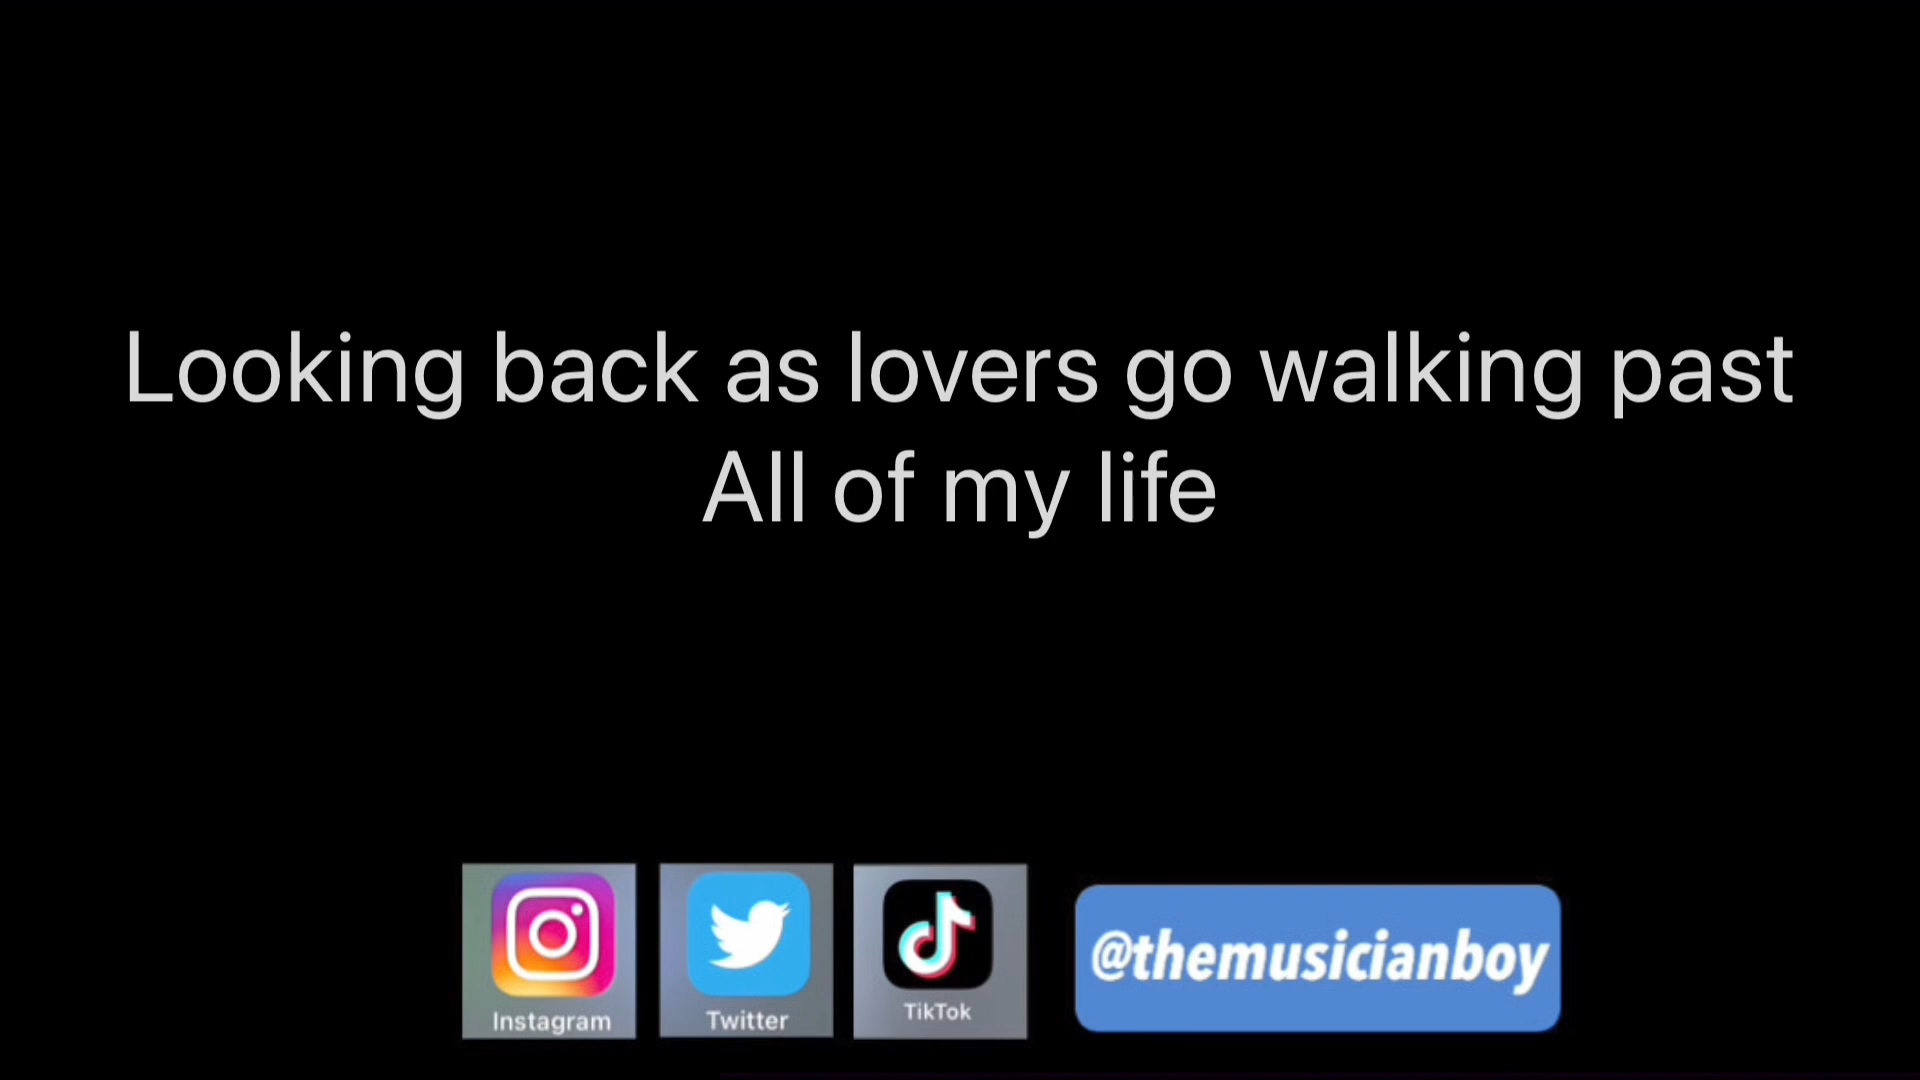 Looking back as lovers go walking past
All of my life
Instagram
Twitter
TikTok
@themusicianboy